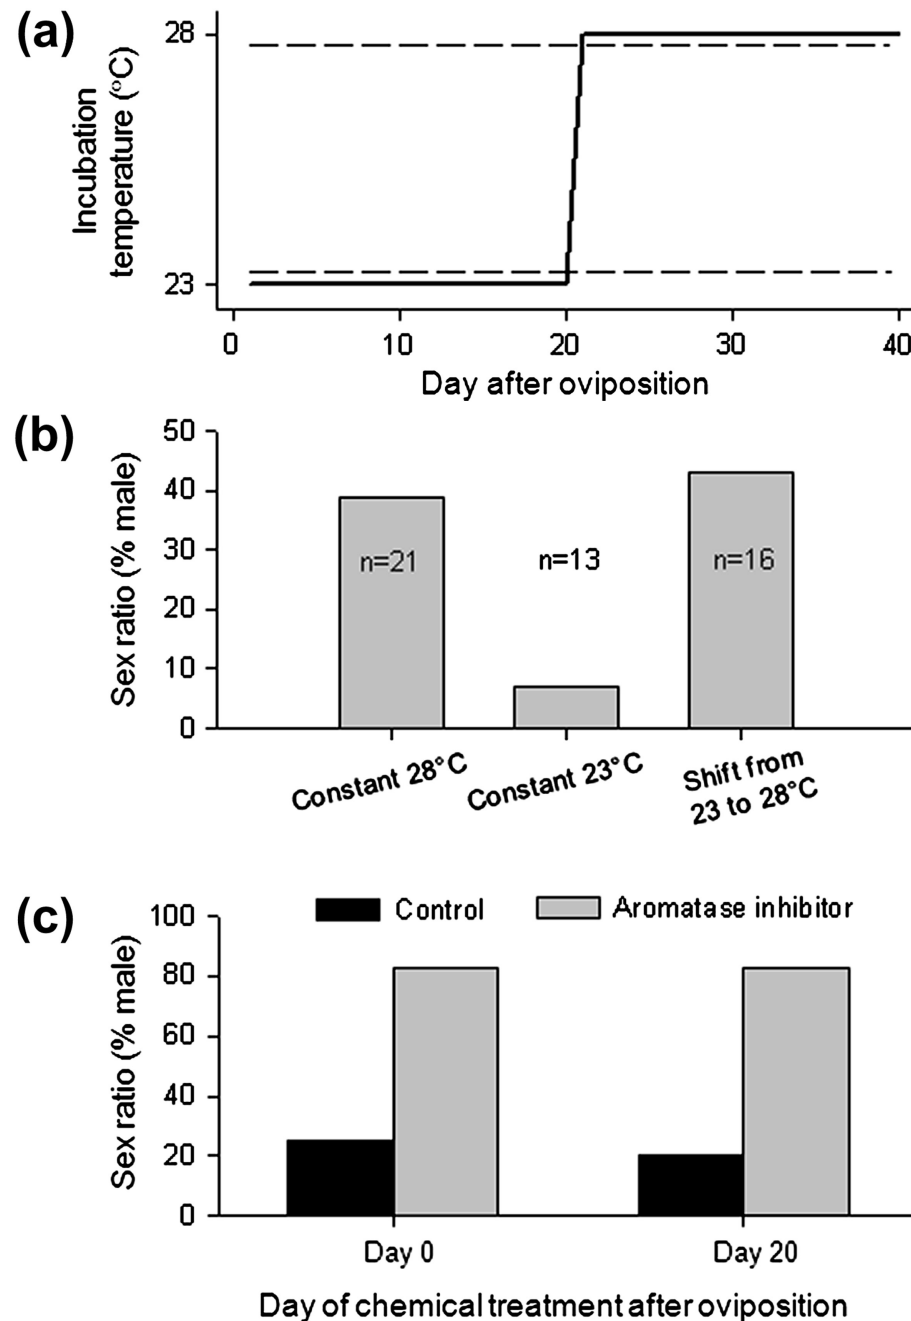 (a)
Incubation
temperature (°C)
28
23
0 10 20 30 40
Day after oviposition
(b)
Sex ratio (% male)
50
40
30
20
10
0
n=21 n=13 n=16
Constant 28°C
Constant 23°C
Shift from
23 to 28°C
(c)
Control Aromatase inhibitor
Sex ratio (% male)
100
80
60
40
20
0
Day 0 Day 20
Day of chemical treatment after oviposition